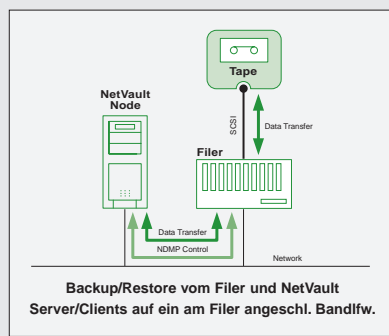 Tape
NetVault
Node
SCSI
Data Transfer
Filer
Data Transfer
NDMP Control
Network
Backup/Restore vom Filer und NetVault
Server/Clients auf ein am Filer angeschl. Bandlfw.